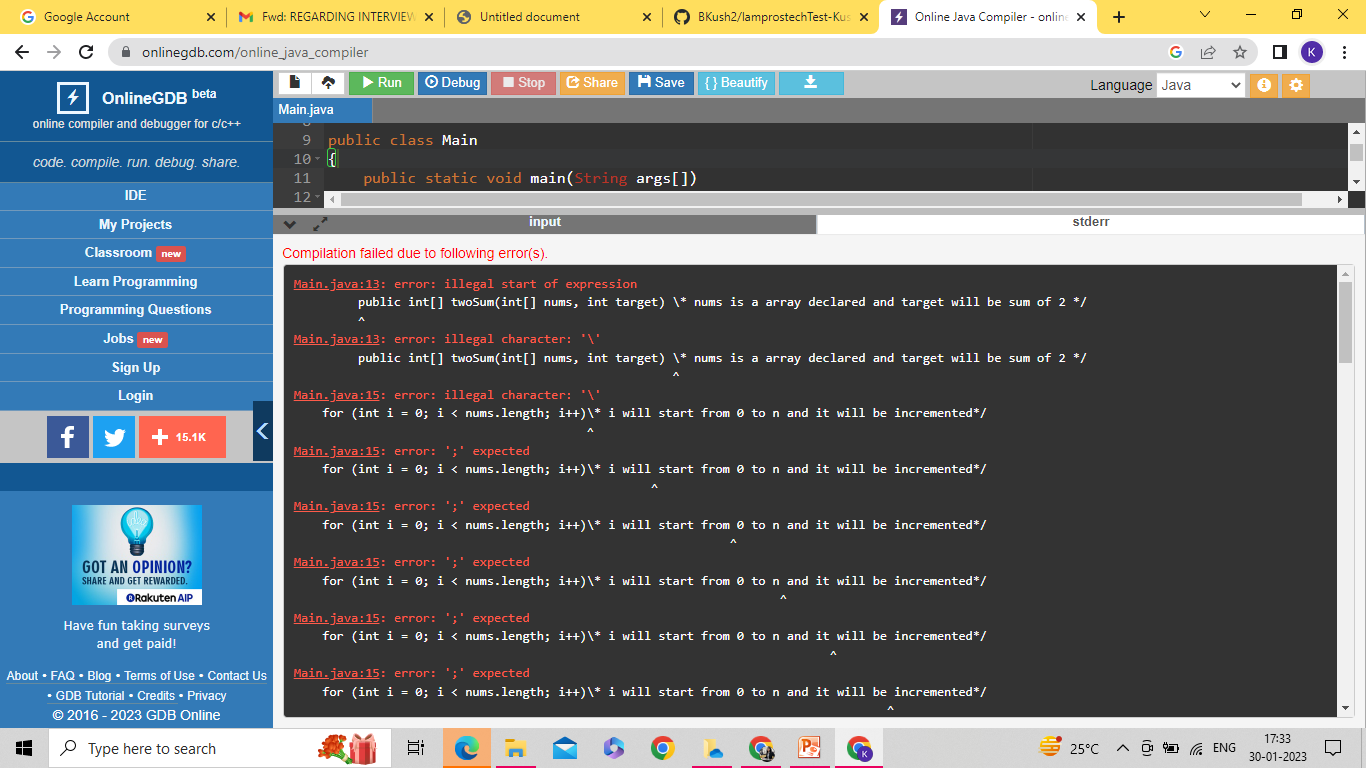 Google Account
Fwd: REGARDING INTERVIEW
Untitled document
BKush2/lamprostechTest-Kus
Online Java Compiler - online
onlinegdb.com/online_java_compiler
K
OnlineGDB beta
online compiler and debugger for c/c++
code. compile. run. debug. share.
IDE
My Projects
Classroom new
Learn Programming
Programming Questions
Jobs new
Sign Up
Login
f
+ 15.1K
GOT AN OPINION?
SHARE AND GET REWARDED.
Rakuten AIP
Have fun taking surveys
and get paid!
About • FAQ • Blog • Terms of Use • Contact Us
• GDB Tutorial • Credits • Privacy
© 2016 - 2023 GDB Online
Run
Debug
Stop
Share
Save
{ } Beautify
Language Java
Main.java
9 public class Main
10 {
11 public static void main(String args[])
12
input
stderr
Compilation failed due to following error(s).
Main.java:13: error: illegal start of expression
public int[] twoSum(int[] nums, int target) \* nums is a array declared and target will be sum of 2 */
^
Main.java:13: error: illegal character: '\'
public int[] twoSum(int[] nums, int target) \* nums is a array declared and target will be sum of 2 */
^
Main.java:15: error: illegal character: '\'
for (int i = 0; i < nums.length; i++)\* i will start from 0 to n and it will be incremented*/
^
Main.java:15: error: ';' expected
for (int i = 0; i < nums.length; i++)\* i will start from 0 to n and it will be incremented*/
^
Main.java:15: error: ';' expected
for (int i = 0; i < nums.length; i++)\* i will start from 0 to n and it will be incremented*/
^
Main.java:15: error: ';' expected
for (int i = 0; i < nums.length; i++)\* i will start from 0 to n and it will be incremented*/
^
Main.java:15: error: ';' expected
for (int i = 0; i < nums.length; i++)\* i will start from 0 to n and it will be incremented*/
^
Main.java:15: error: ';' expected
for (int i = 0; i < nums.length; i++)\* i will start from 0 to n and it will be incremented*/
^
Type here to search
25°C
ENG
17:33
30-01-2023